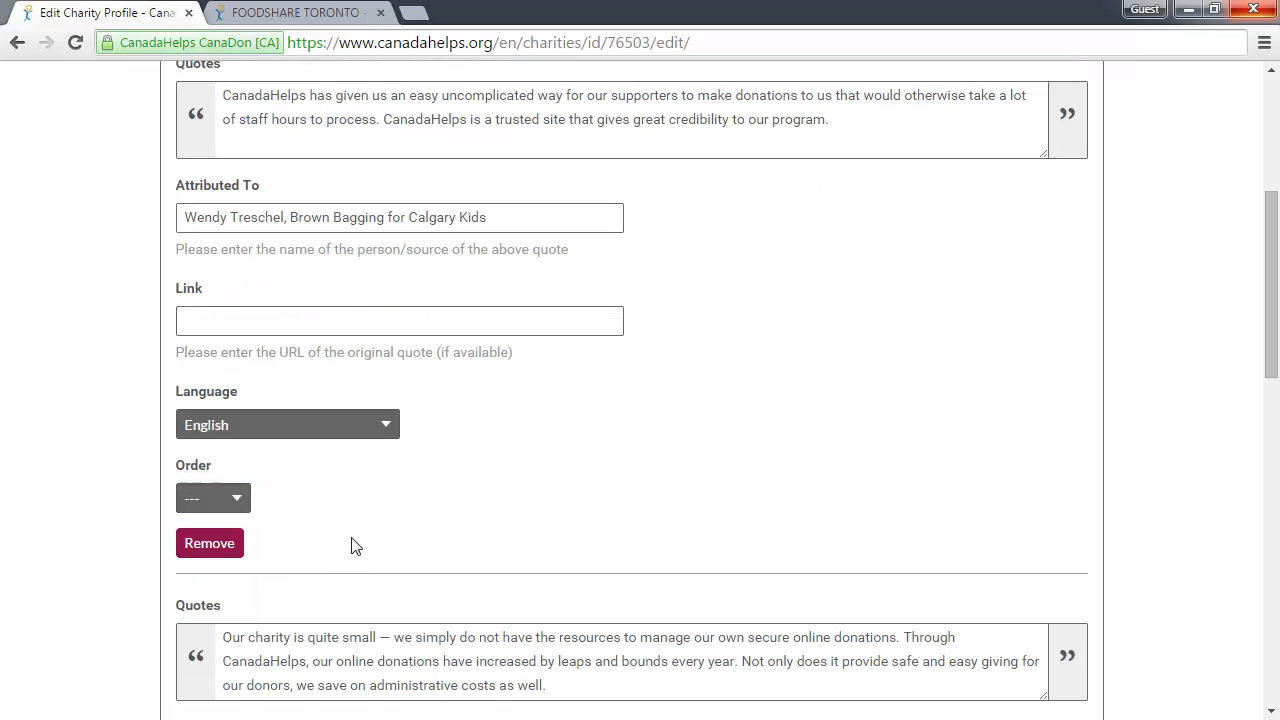 Edit Charity Profile - Cana
FOODSHARE TORONTO -
Guest
CanadaHelps CanaDon [CA]
https://www.canadahelps.org/en/charities/id/76503/edit/
Quotes
“
CanadaHelps has given us an easy uncomplicated way for our supporters to make donations to us that would otherwise take a lot
of staff hours to process. CanadaHelps is a trusted site that gives great credibility to our program.
”
Attributed To
Wendy Treschel, Brown Bagging for Calgary Kids
Please enter the name of the person/source of the above quote
Link
Please enter the URL of the original quote (if available)
Language
English
Order
---
Remove
Quotes
“
Our charity is quite small — we simply do not have the resources to manage our own secure online donations. Through
CanadaHelps, our online donations have increased by leaps and bounds every year. Not only does it provide safe and easy giving for
our donors, we save on administrative costs as well.
”